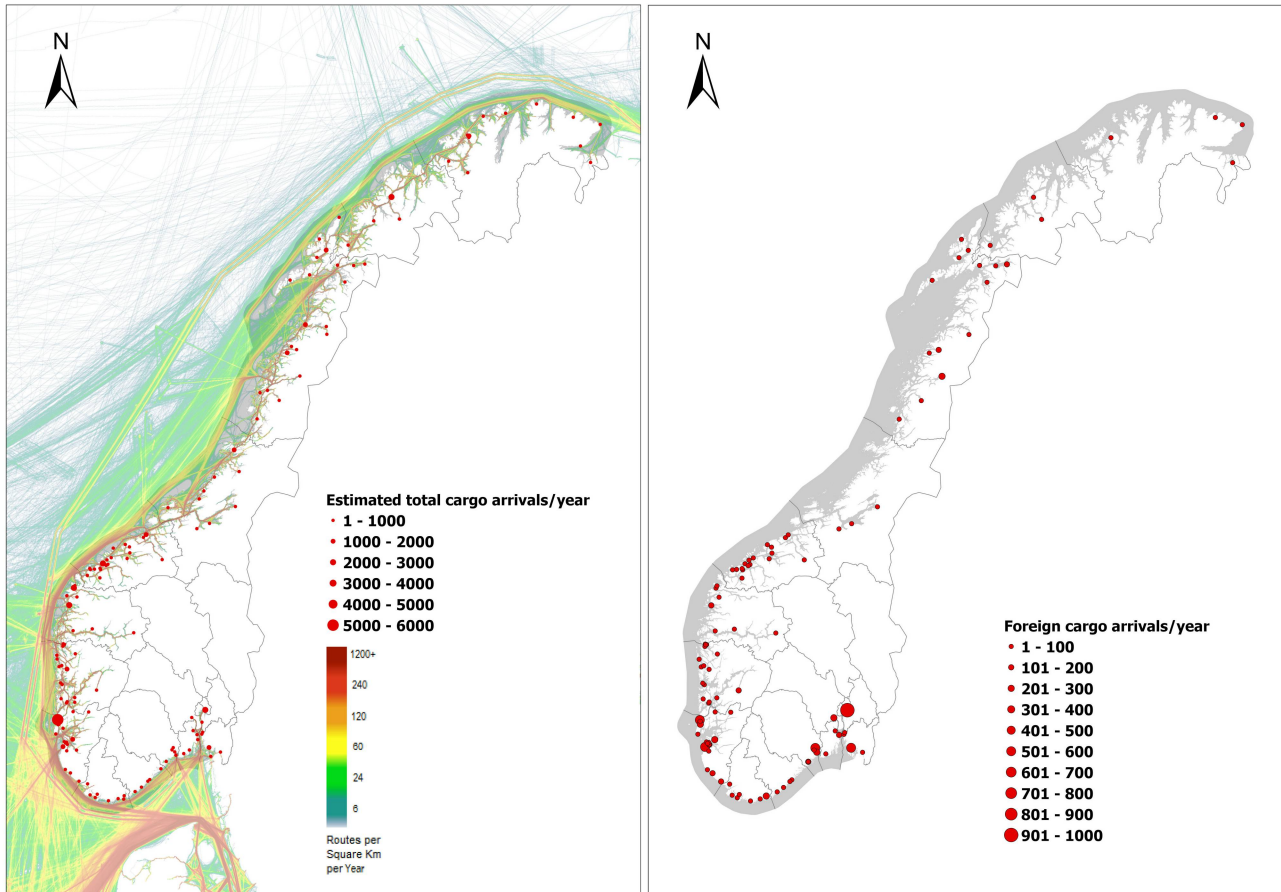 N
Estimated total cargo arrivals/year
1 - 1000
1000 - 2000
2000 - 3000
3000 - 4000
4000 - 5000
5000 - 6000
1200+
240
120
60
24
6
Routes per
Square Km
per Year
N
Foreign cargo arrivals/year
1 - 100
101 - 200
201 - 300
301 - 400
401 - 500
501 - 600
601 - 700
701 - 800
801 - 900
901 - 1000